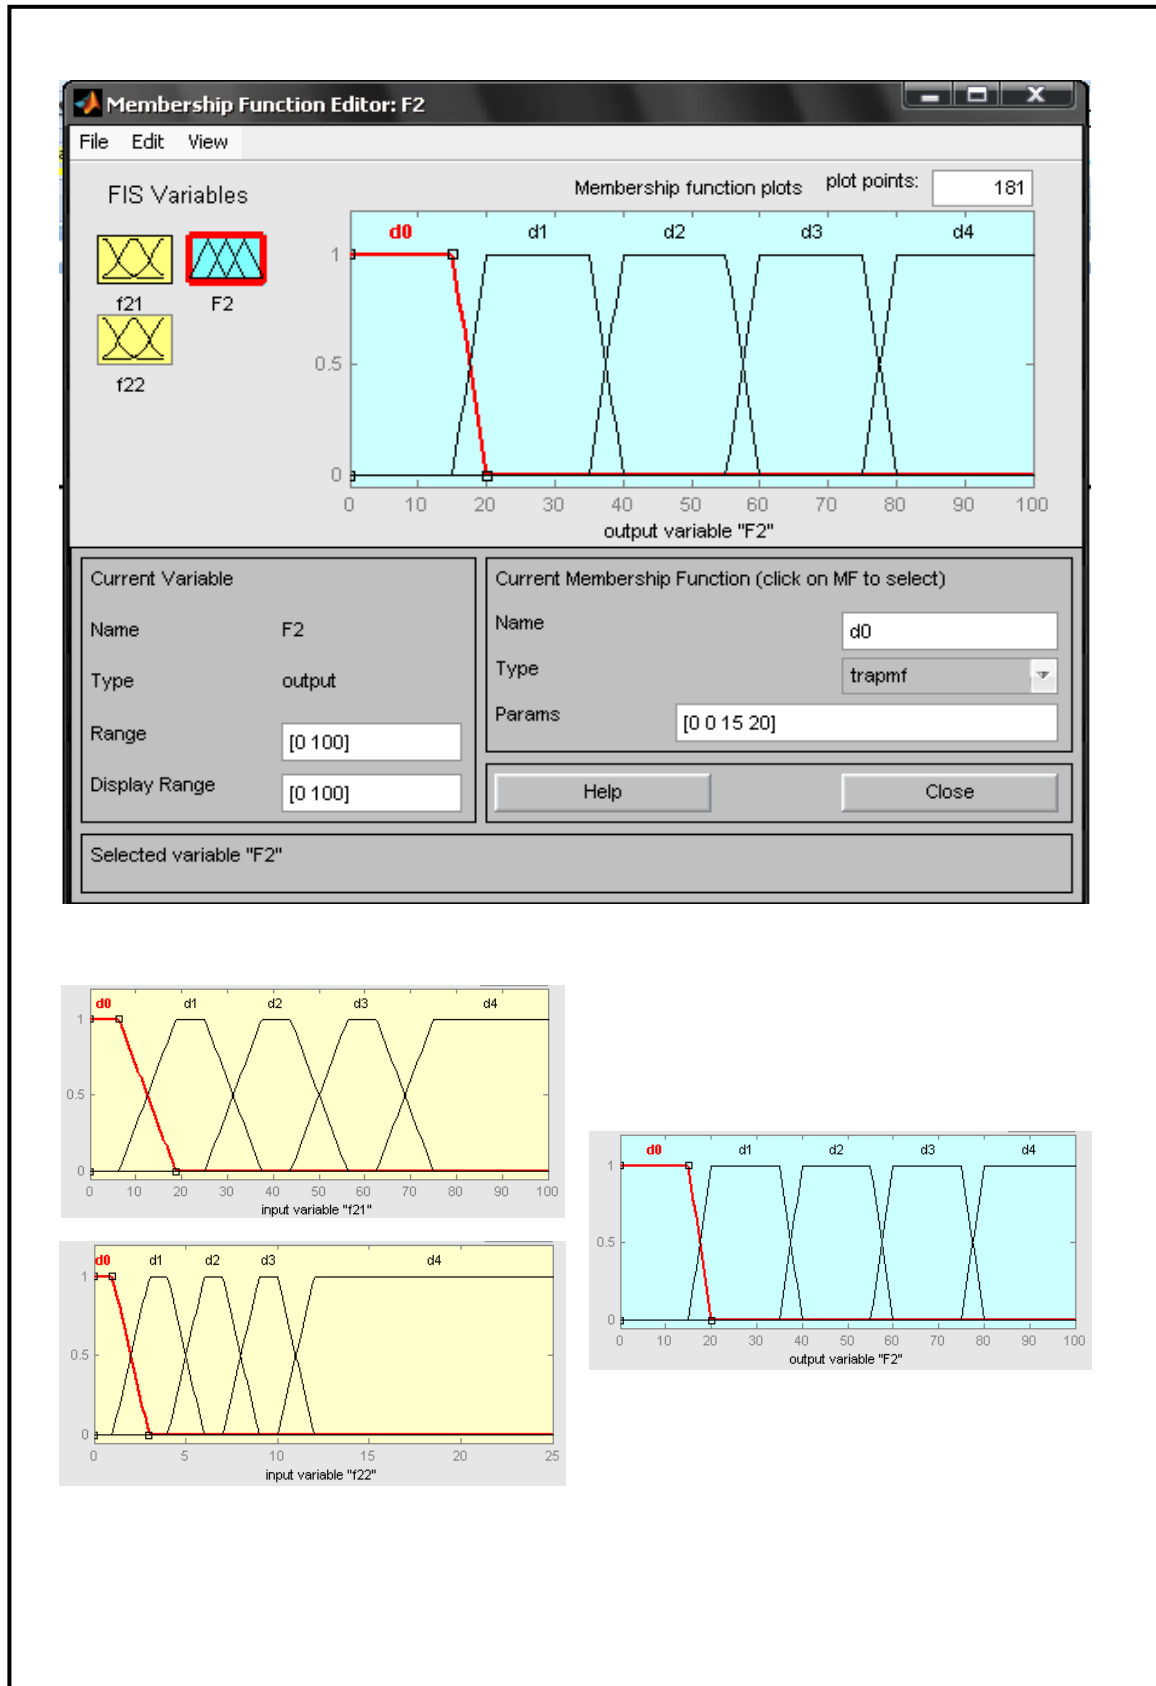 Membership Function Editor: F2
File Edit View
FIS Variables
f21 F2
f22
Membership function plots plot points: 181
d0 d1 d2 d3 d4
1
0.5
0
0 10 20 30 40 50 60 70 80 90 100
output variable "F2"
Current Variable
Name F2
Type output
Range [0 100]
Display Range [0 100]
Current Membership Function (click on MF to select)
Name d0
Type trapmf
Params [0 0 15 20]
Help Close
Selected variable "F2"
d0 d1 d2 d3 d4
1
0.5
0
0 10 20 30 40 50 60 70 80 90 100
input variable "f21"
d0 d1 d2 d3 d4
1
0.5
0
0 5 10 15 20 25
input variable "f22"
d0 d1 d2 d3 d4
1
0.5
0
0 10 20 30 40 50 60 70 80 90 100
output variable "F2"